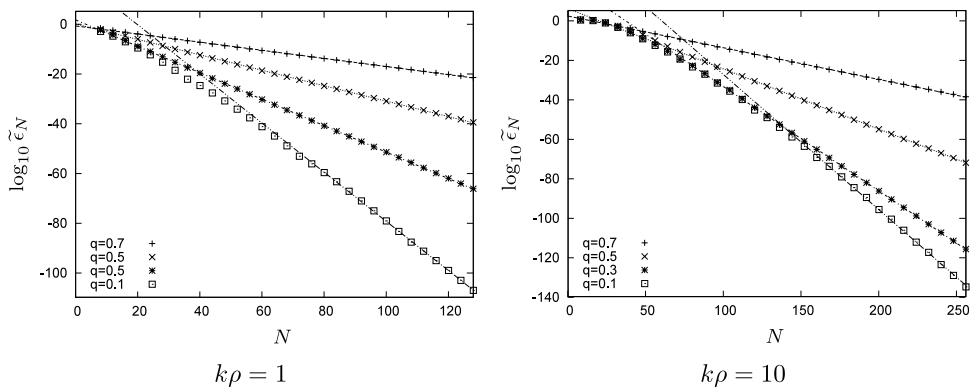 0
-20
-40
-60
-80
-100
log₁₀ ϵ̃_N
q=0.7
q=0.5
q=0.5
q=0.1
0 20 40 60 80 100 120
N
kρ = 1
0
-20
-40
-60
-80
-100
-120
-140
log₁₀ ϵ̃_N
q=0.7
q=0.5
q=0.3
q=0.1
0 50 100 150 200 250
N
kρ = 10